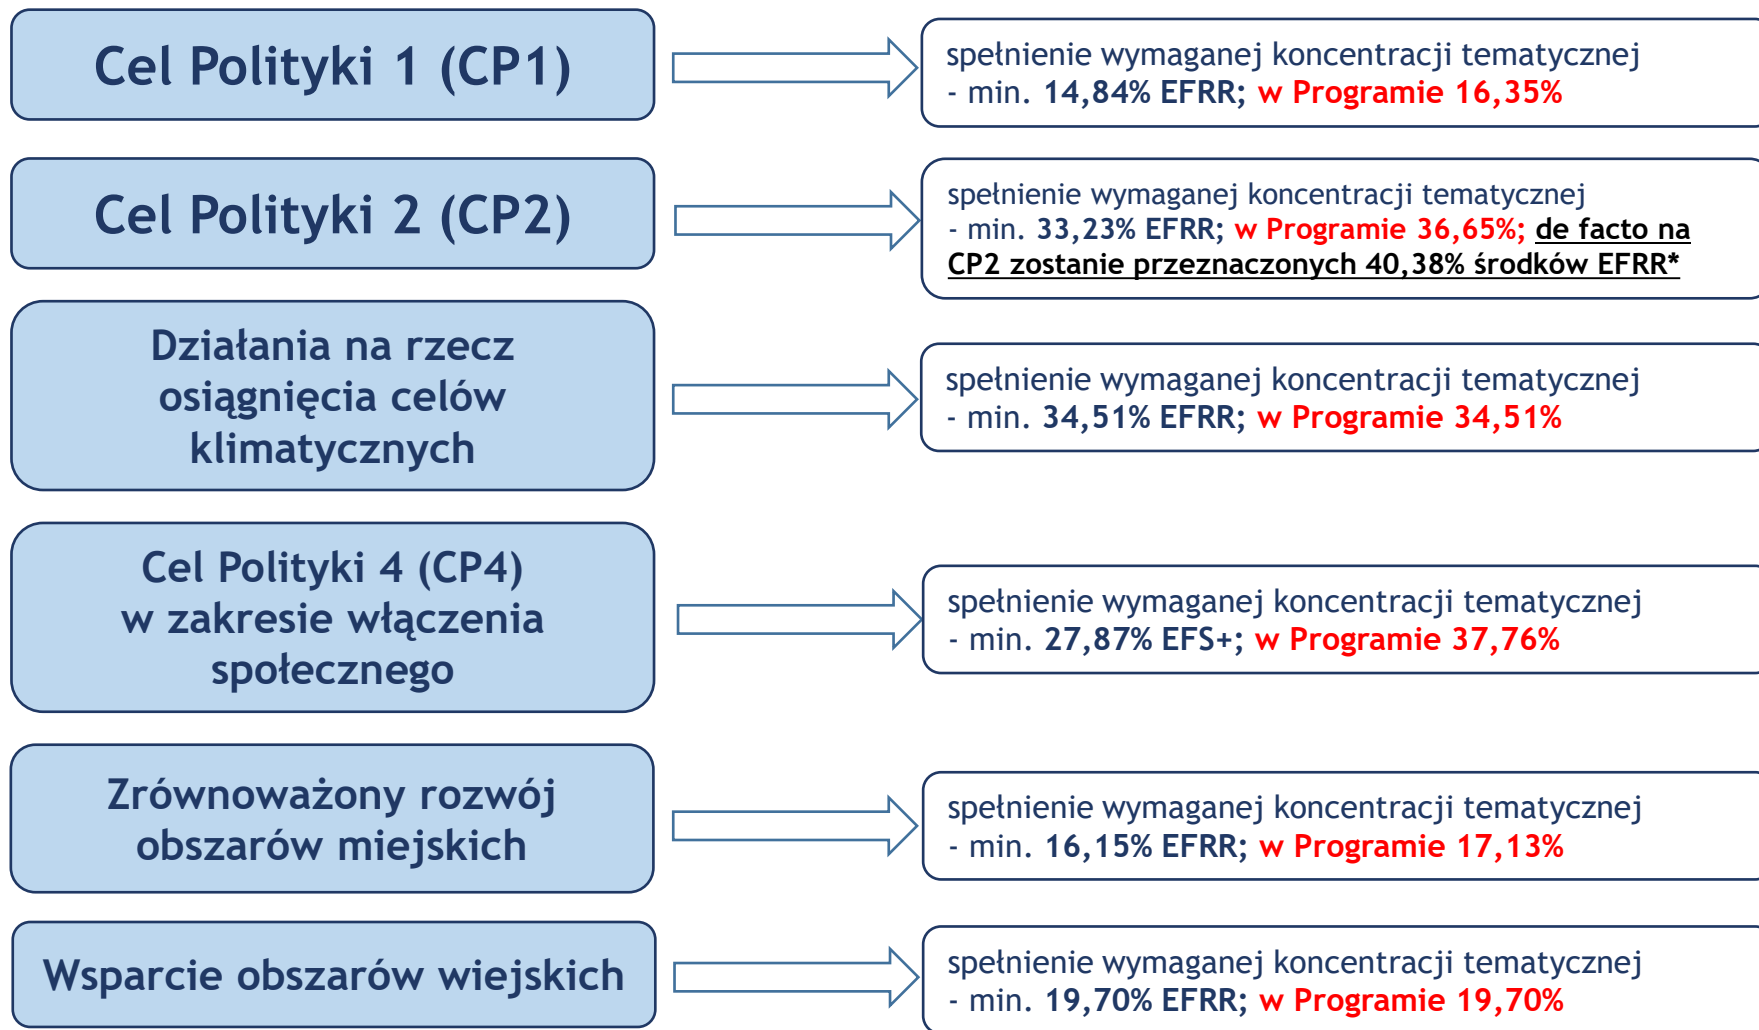 Cel Polityki 1 (CP1)
spełnienie wymaganej koncentracji tematycznej
- min. 14,84% EFRR; w Programie 16,35%
Cel Polityki 2 (CP2)
spełnienie wymaganej koncentracji tematycznej
- min. 33,23% EFRR; w Programie 36,65%; de facto na
CP2 zostanie przeznaczonych 40,38% środków EFRR*
Działania na rzecz
osiągnięcia celów
klimatycznych
spełnienie wymaganej koncentracji tematycznej
- min. 34,51% EFRR; w Programie 34,51%
Cel Polityki 4 (CP4)
w zakresie włączenia
społecznego
spełnienie wymaganej koncentracji tematycznej
- min. 27,87% EFS+; w Programie 37,76%
Zrównoważony rozwój
obszarów miejskich
spełnienie wymaganej koncentracji tematycznej
- min. 16,15% EFRR; w Programie 17,13%
Wsparcie obszarów wiejskich
spełnienie wymaganej koncentracji tematycznej
- min. 19,70% EFRR; w Programie 19,70%